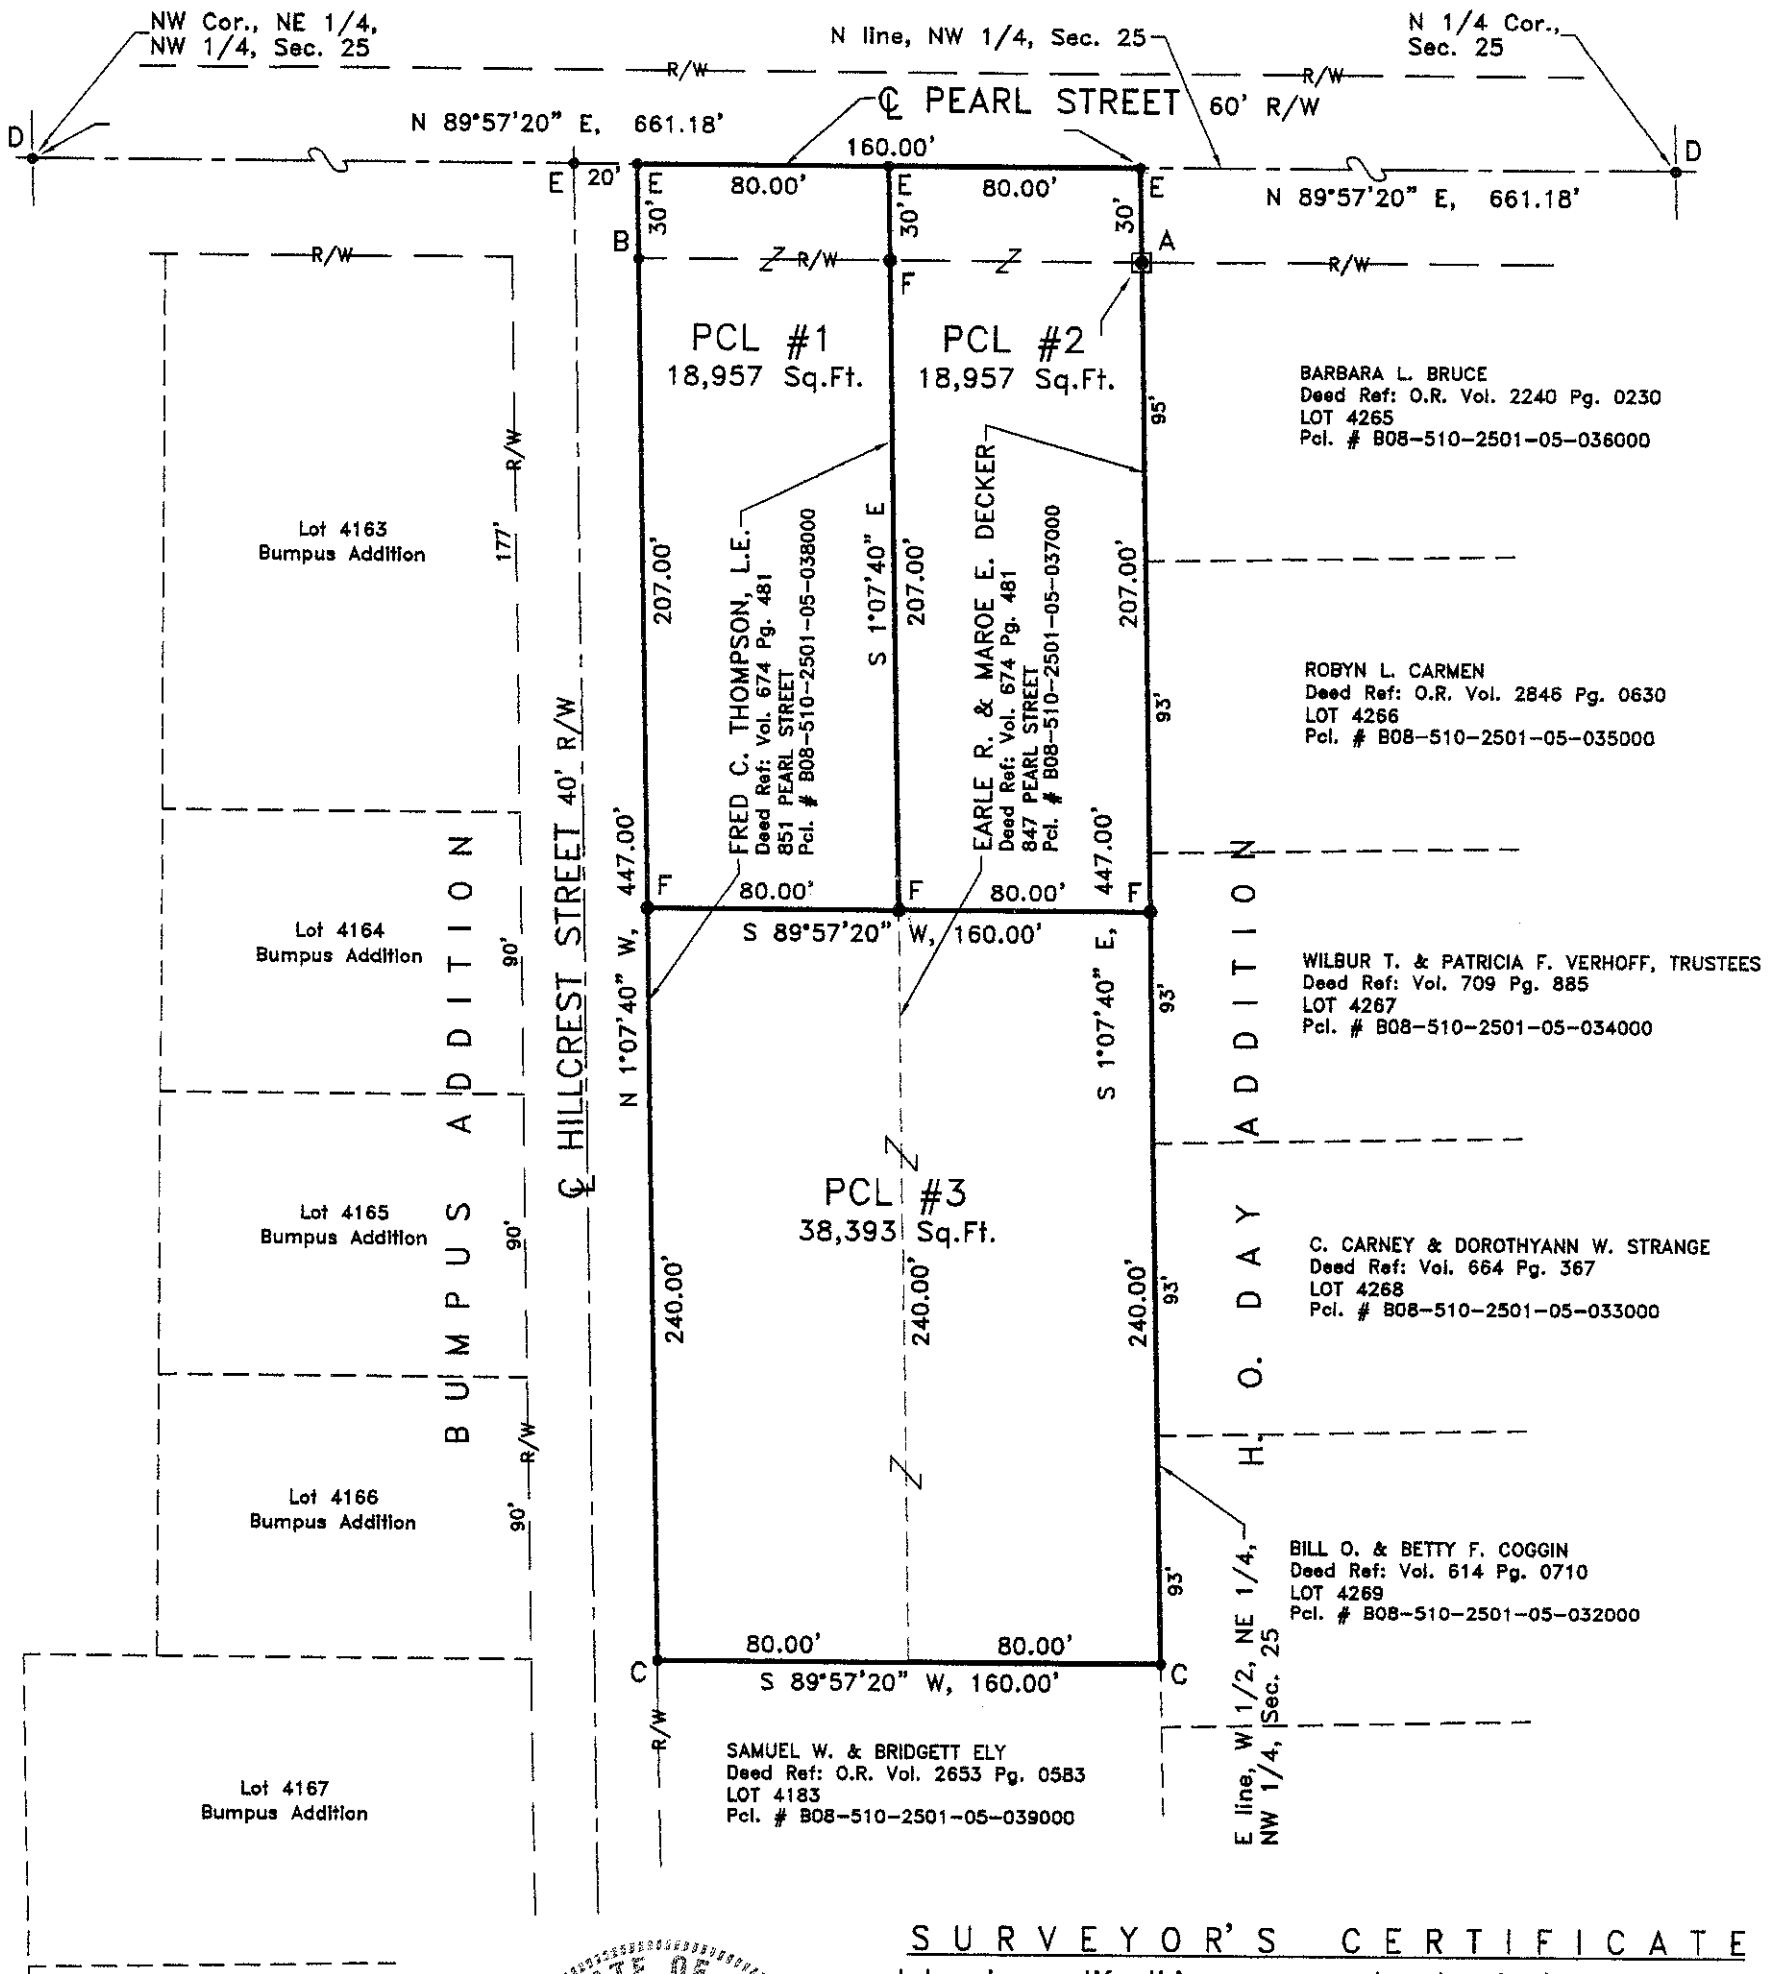 NW Cor., NE 1/4,
NW 1/4, Sec. 25
N line, NW 1/4, Sec. 25
N 1/4 Cor.,
Sec. 25
R/W
R/W
℄ PEARL STREET 60' R/W
N 89°57'20" E, 661.18'
D
D
160.00'
E
20'
E
80.00'
E
80.00'
E
N 89°57'20" E, 661.18'
30'
30'
30'
B
A
R/W
Z
R/W
Z
R/W
F
PCL #1
18,957 Sq.Ft.
PCL #2
18,957 Sq.Ft.
BARBARA L. BRUCE
Deed Ref: O.R. Vol. 2240 Pg. 0230
LOT 4265
Pcl. # B08-510-2501-05-036000
95'
R/W
Lot 4163
Bumpus Addition
177'
207.00'
FRED C. THOMPSON, L.E.
Deed Ref: Vol. 674 Pg. 481
851 PEARL STREET
Pcl. # B08-510-2501-05-038000
S 1°07'40" E
207.00'
EARLE R. & MAROE E. DECKER
Deed Ref: Vol. 674 Pg. 481
847 PEARL STREET
Pcl. # B08-510-2501-05-037000
207.00'
ROBYN L. CARMEN
Deed Ref: O.R. Vol. 2846 Pg. 0630
LOT 4266
Pcl. # B08-510-2501-05-035000
93'
℄ HILLCREST STREET 40' R/W
N 1°07'40" W, 447.00'
S 1°07'40" E, 447.00'
F
80.00'
F
80.00'
F
S 89°57'20" W, 160.00'
Lot 4164
Bumpus Addition
90'
BUMPUS ADDITION
WILBUR T. & PATRICIA F. VERHOFF, TRUSTEES
Deed Ref: Vol. 709 Pg. 885
LOT 4267
Pcl. # B08-510-2501-05-034000
93'
H. O. DAY ADDITION
Z
PCL #3
38,393 Sq.Ft.
Lot 4165
Bumpus Addition
90'
240.00'
240.00'
240.00'
93'
C. CARNEY & DOROTHYANN W. STRANGE
Deed Ref: Vol. 664 Pg. 367
LOT 4268
Pcl. # B08-510-2501-05-033000
Z
R/W
Lot 4166
Bumpus Addition
90'
BILL O. & BETTY F. COGGIN
Deed Ref: Vol. 614 Pg. 0710
LOT 4269
Pcl. # B08-510-2501-05-032000
93'
E line, W 1/2, NE 1/4,
NW 1/4, Sec. 25
80.00'
80.00'
C
C
S 89°57'20" W, 160.00'
R/W
SAMUEL W. & BRIDGETT ELY
Deed Ref: O.R. Vol. 2653 Pg. 0583
LOT 4183
Pcl. # B08-510-2501-05-039000
Lot 4167
Bumpus Addition
SURVEYOR'S CERTIFICATE
OF